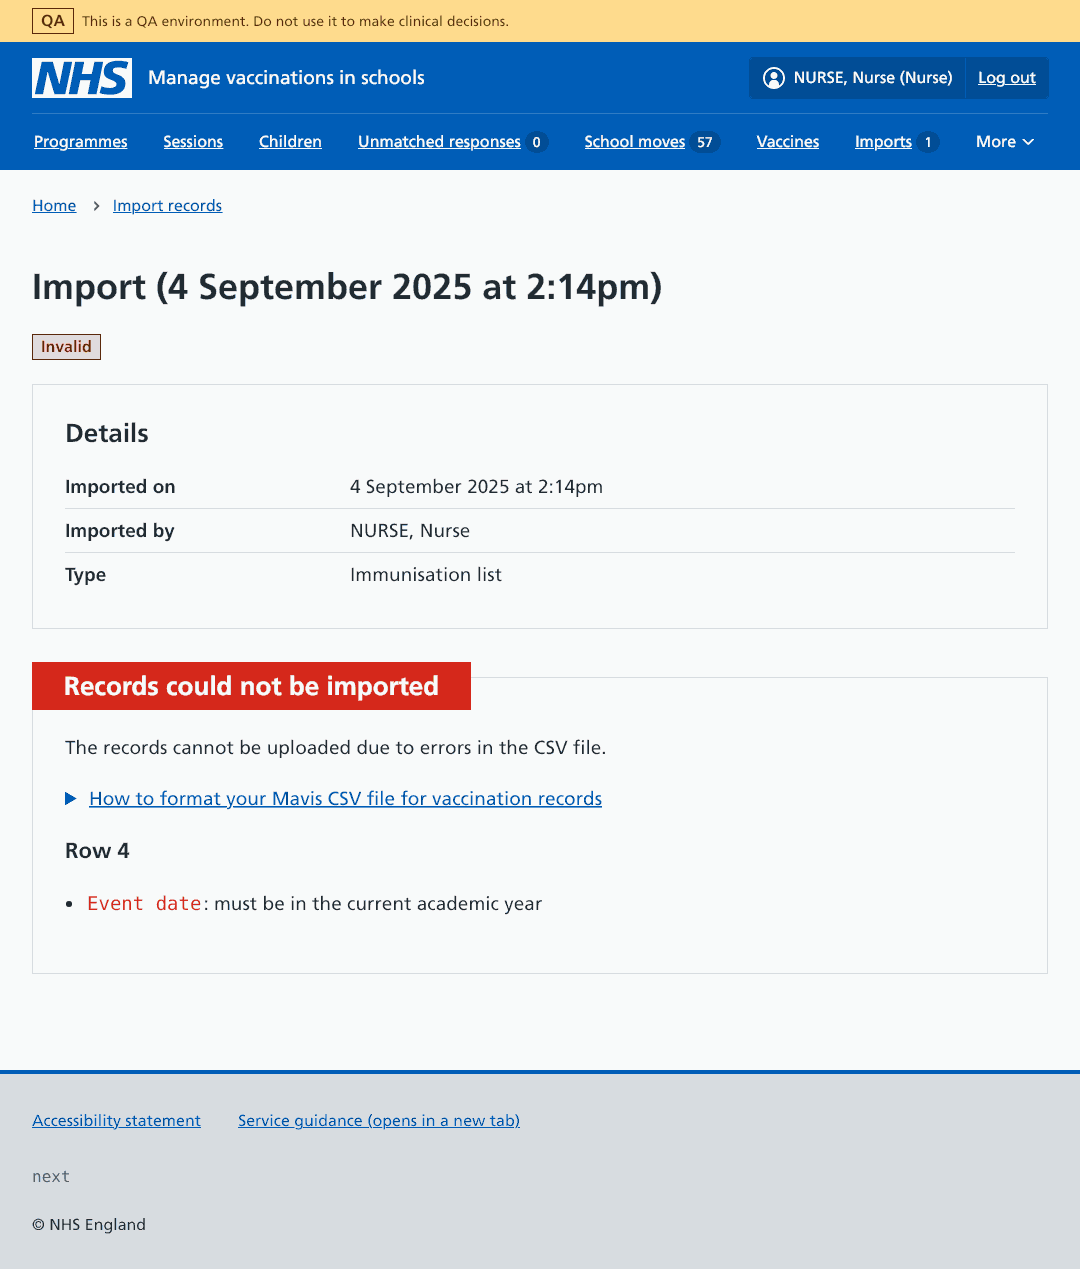 QA This is a QA environment. Do not use it to make clinical decisions.
NHS Manage vaccinations in schools NURSE, Nurse (Nurse) Log out
Programmes Sessions Children Unmatched responses 0 School moves 57 Vaccines Imports 1 More
Home Import records
Import (4 September 2025 at 2:14pm)
Invalid
Details
Imported on 4 September 2025 at 2:14pm
Imported by NURSE, Nurse
Type Immunisation list
Records could not be imported
The records cannot be uploaded due to errors in the CSV file.
How to format your Mavis CSV file for vaccination records
Row 4
• Event date: must be in the current academic year
Accessibility statement Service guidance (opens in a new tab)
next
© NHS England